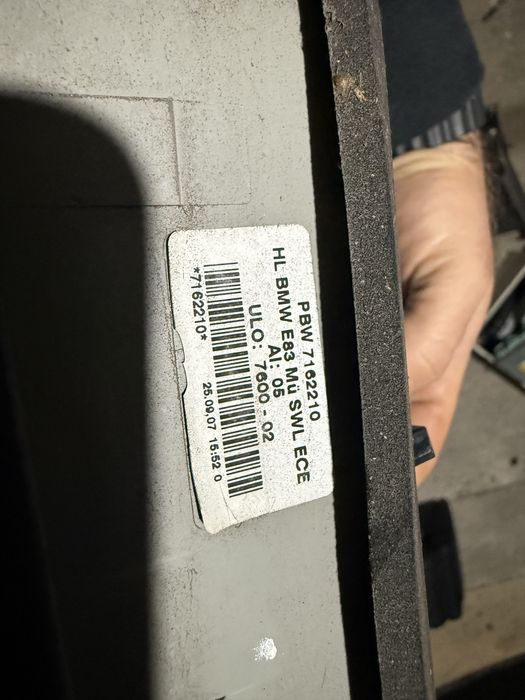 PBW 7162210
HL BMW E83 Mü SWL ECE
AI: 05
ULO: 7600 - 02
*7162210*
25.09.07 15:52 0